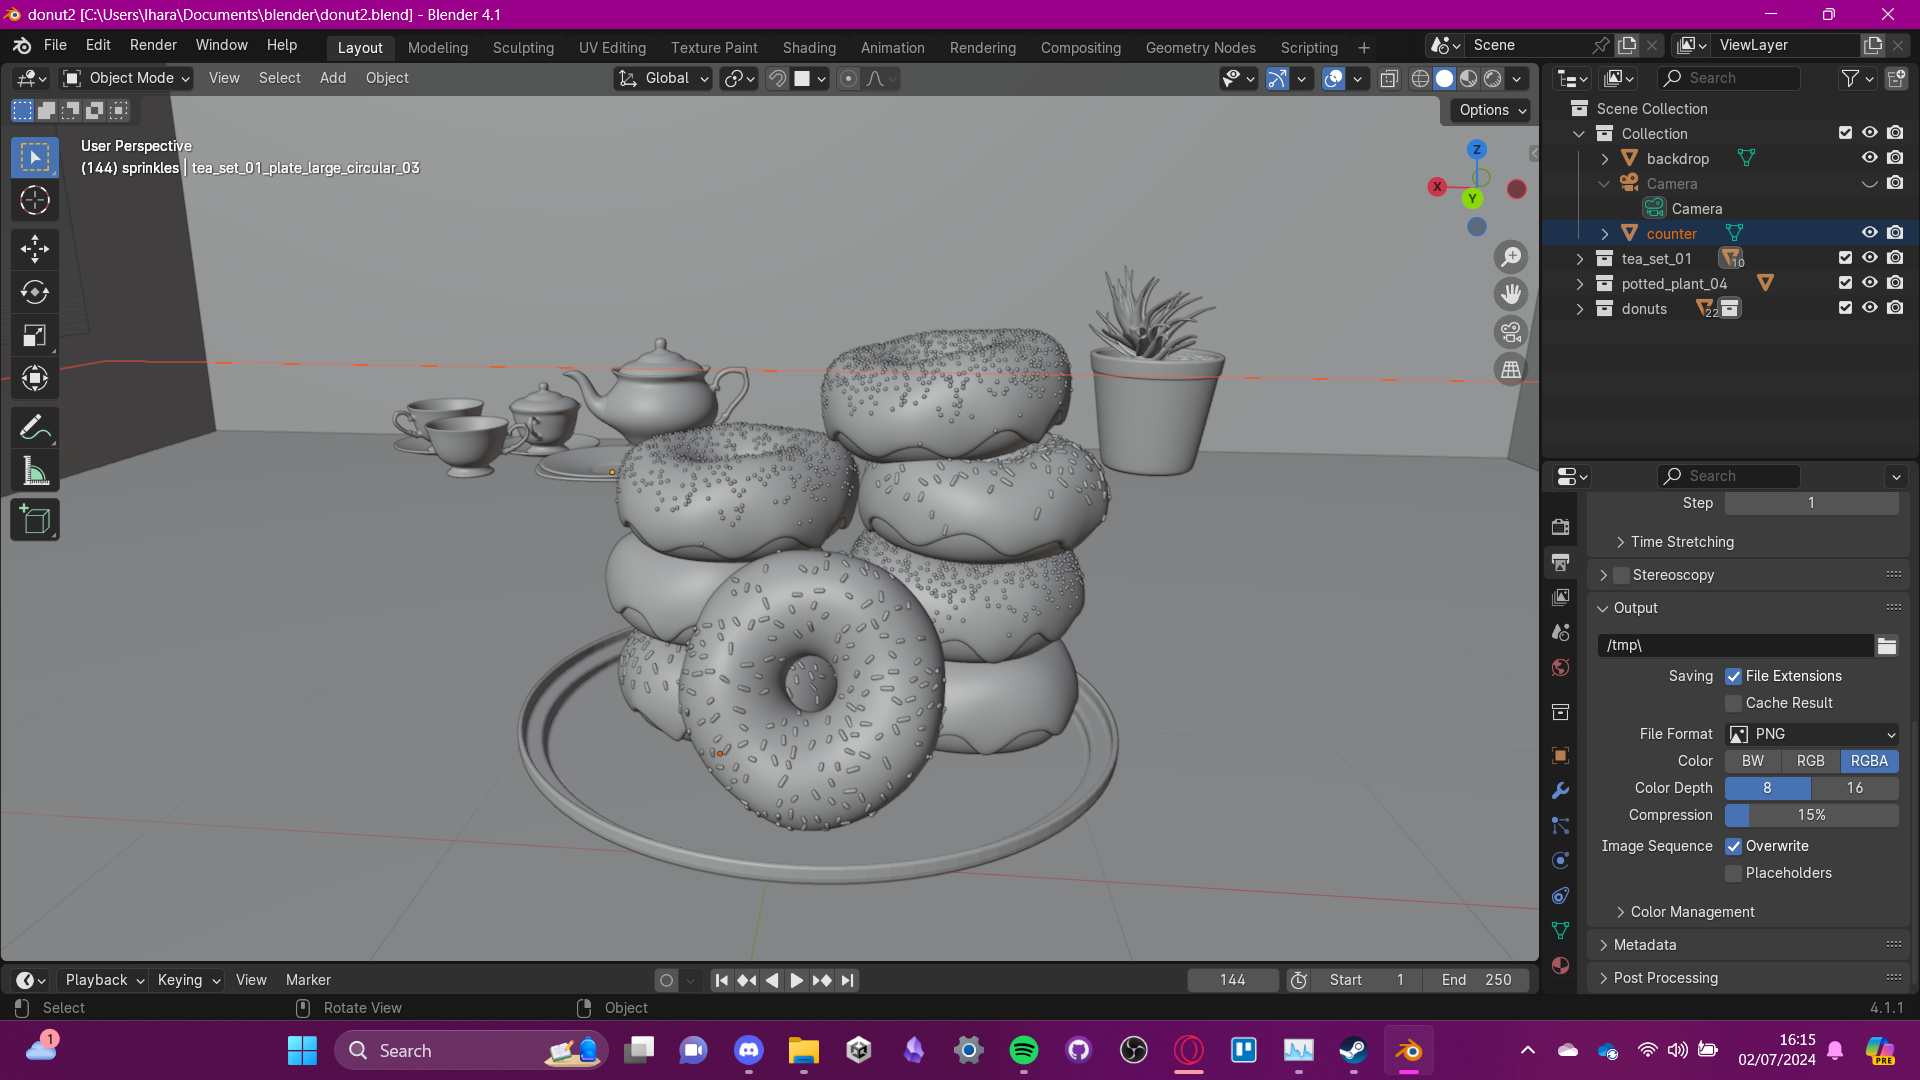 donut2 [C:\Users\Ihara\Documents\blender\donut2.blend] - Blender 4.1
File Edit Render Window Help Layout Modeling Sculpting UV Editing Texture Paint Shading Animation Rendering Compositing Geometry Nodes Scripting + Scene ViewLayer
Object Mode View Select Add Object Global Search
Options
Scene Collection
Collection
User Perspective
(144) sprinkles | tea_set_01_plate_large_circular_03
Z
X
Y
backdrop
Camera
Camera
counter
tea_set_01 10
potted_plant_04
donuts 22
Search
Step 1
Time Stretching
Stereoscopy
Output
/tmp\
Saving File Extensions
Cache Result
File Format PNG
Color BW RGB RGBA
Color Depth 8 16
Compression 15%
Image Sequence Overwrite
Placeholders
Color Management
Metadata
Post Processing
Playback Keying View Marker 144 Start 1 End 250
Select Rotate View Object 4.1.1
1
Search
16:15
02/07/2024
PRE